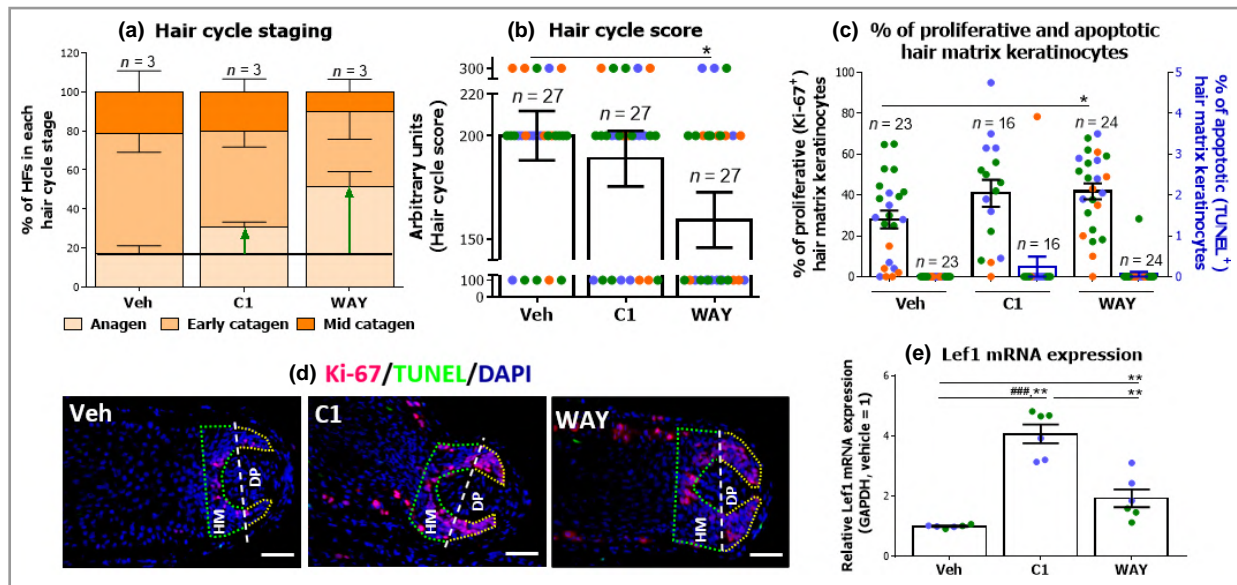 (a) Hair cycle staging
% of HFs in each
hair cycle stage
120
100
80
60
40
20
0
n = 3
n = 3
n = 3
Veh
C1
WAY
Anagen
Early catagen
Mid catagen
(b) Hair cycle score
Arbitrary units
(Hair cycle score)
300
220
200
150
100
0
*
n = 27
n = 27
n = 27
Veh
C1
WAY
(c) % of proliferative and apoptotic
hair matrix keratinocytes
% of proliferative (Ki-67+)
hair matrix keratinocytes
100
80
60
40
20
0
*
n = 23
n = 16
n = 24
n = 23
n = 16
n = 24
5
4
3
2
1
0
% of apoptotic (TUNEL+)
hair matrix keratinocytes
Veh
C1
WAY
(d) Ki-67/TUNEL/DAPI
Veh
HM
DP
C1
HM
DP
WAY
HM
DP
(e) Lef1 mRNA expression
Relative Lef1 mRNA expression
(GAPDH, vehicle = 1)
6
4
2
0
**
###,**
**
Veh
C1
WAY